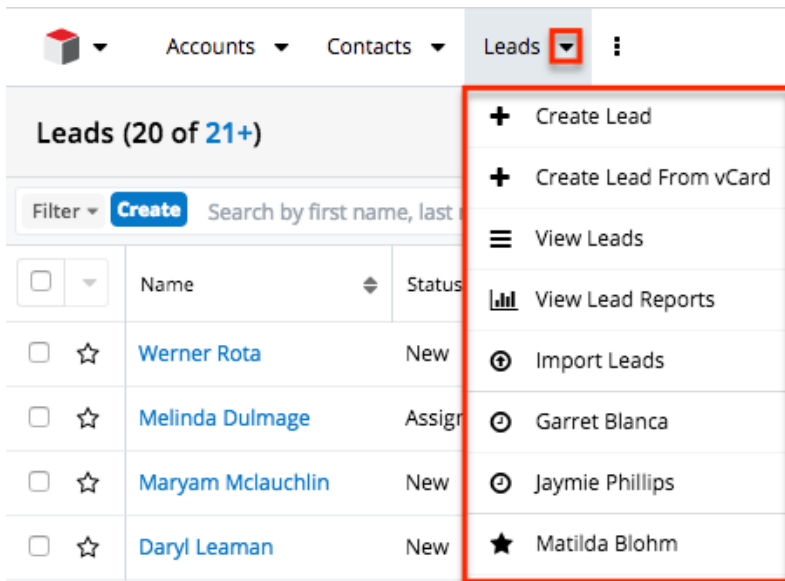 Accounts Contacts Leads
Leads (20 of 21+)
Filter Create Search by first name, last
Name Status
Werner Rota New
Melinda Dulmage
Maryam Mclauchlin New
Daryl Leaman New
Create Lead
Create Lead From vCard
View Leads
View Lead Reports
Import Leads
Garret Blanca
Jaymie Phillips
Matilda Blohm